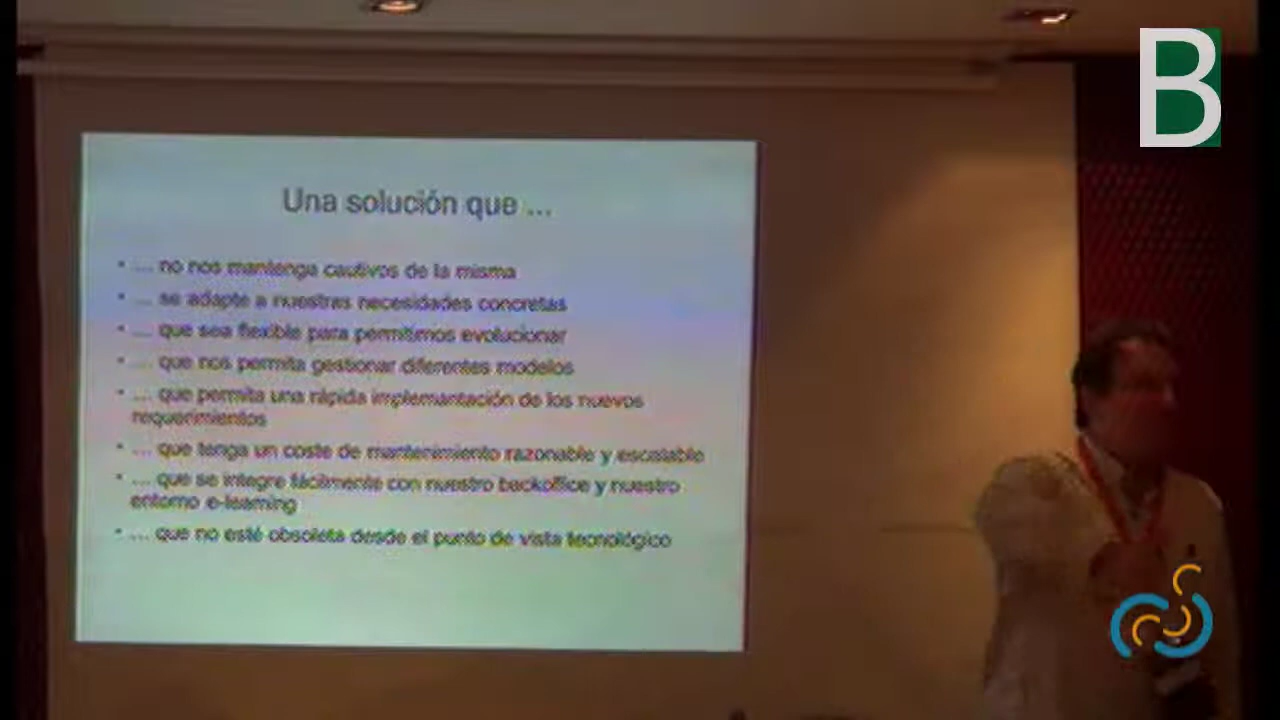 B
Una solución que ...
• ... no nos mantenga cautivos de la misma
• ... se adapte a nuestras necesidades concretas
• ... que sea flexible para permitirnos evolucionar
• ... que nos permita gestionar diferentes modelos
• ... que permita una rápida implemantación de los nuevos
requerimientos
• ... que tenga un coste de mantenimiento razonable y escalable
• ... que se integre fácilmente con nuestro backoffice y nuestro
entorno e-learning
• ... que no esté obsoleta desde el punto de vista tecnológico